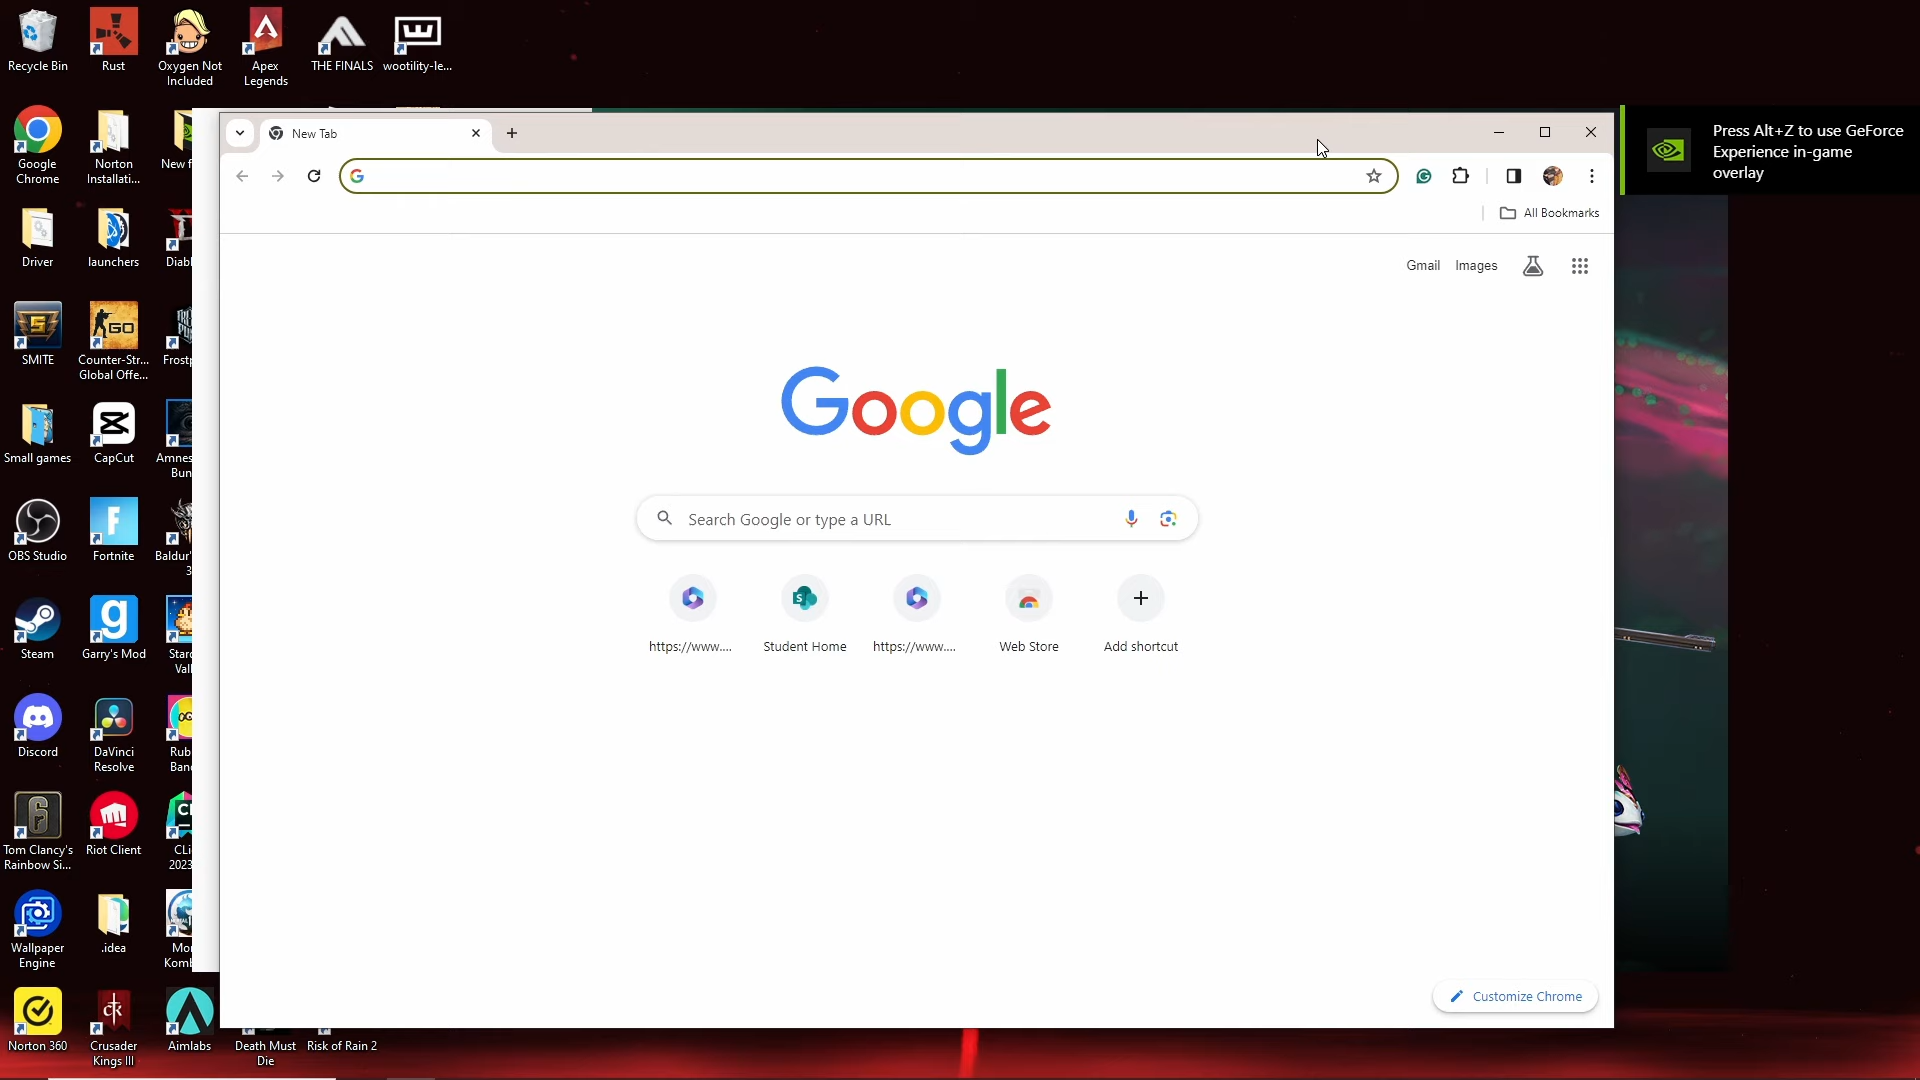 Recycle Bin
Rust
Oxygen Not
Included
Apex
Legends
THE FINALS
wootility-le...
Google
Chrome
Norton
Installati...
New f
Driver
launchers
Diabl
SMITE
Counter-Str...
Global Offe...
Frostp
Small games
CapCut
Amnes
Bun
OBS Studio
Fortnite
Baldur'
3
Steam
Garry's Mod
Stard
Vall
Discord
DaVinci
Resolve
Rub
Band
Tom Clancy's
Rainbow Si...
Riot Client
CLi
2023
Wallpaper
Engine
.idea
Mor
Komb
Norton 360
Crusader
Kings III
Aimlabs
Death Must
Die
Risk of Rain 2
New Tab
All Bookmarks
Gmail
Images
Google
Search Google or type a URL
https://www....
Student Home
https://www....
Web Store
Add shortcut
Customize Chrome
Press Alt+Z to use GeForce
Experience in-game
overlay